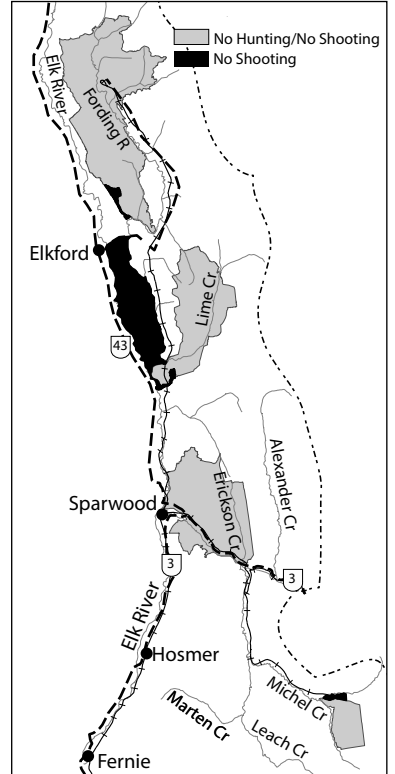 No Hunting/No Shooting
No Shooting
Elk River
Fording R
Elkford
Lime Cr
43
Alexander Cr
Erickson Cr
Sparwood
3
3
Elk River
Hosmer
Michel Cr
Marten Cr
Leach Cr
Fernie